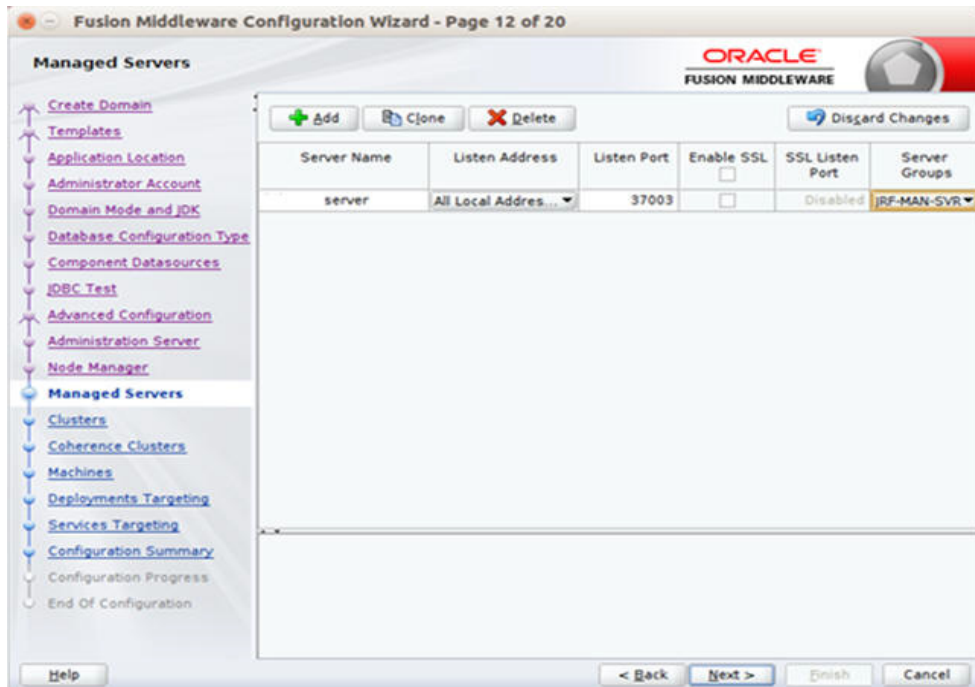 Fusion Middleware Configuration Wizard - Page 12 of 20
Managed Servers
ORACLE
FUSION MIDDLEWARE
Create Domain
Templates
Application Location
Administrator Account
Domain Mode and JDK
Database Configuration Type
Component Datasources
JDBC Test
Advanced Configuration
Administration Server
Node Manager
Managed Servers
Clusters
Coherence Clusters
Machines
Deployments Targeting
Services Targeting
Configuration Summary
Configuration Progress
End Of Configuration
Add Clone Delete Discard Changes
Server Name Listen Address Listen Port Enable SSL SSL Listen Port Server Groups
server All Local Addres... 37003 Disabled JRF-MAN-SVR
Help < Back Next > Finish Cancel